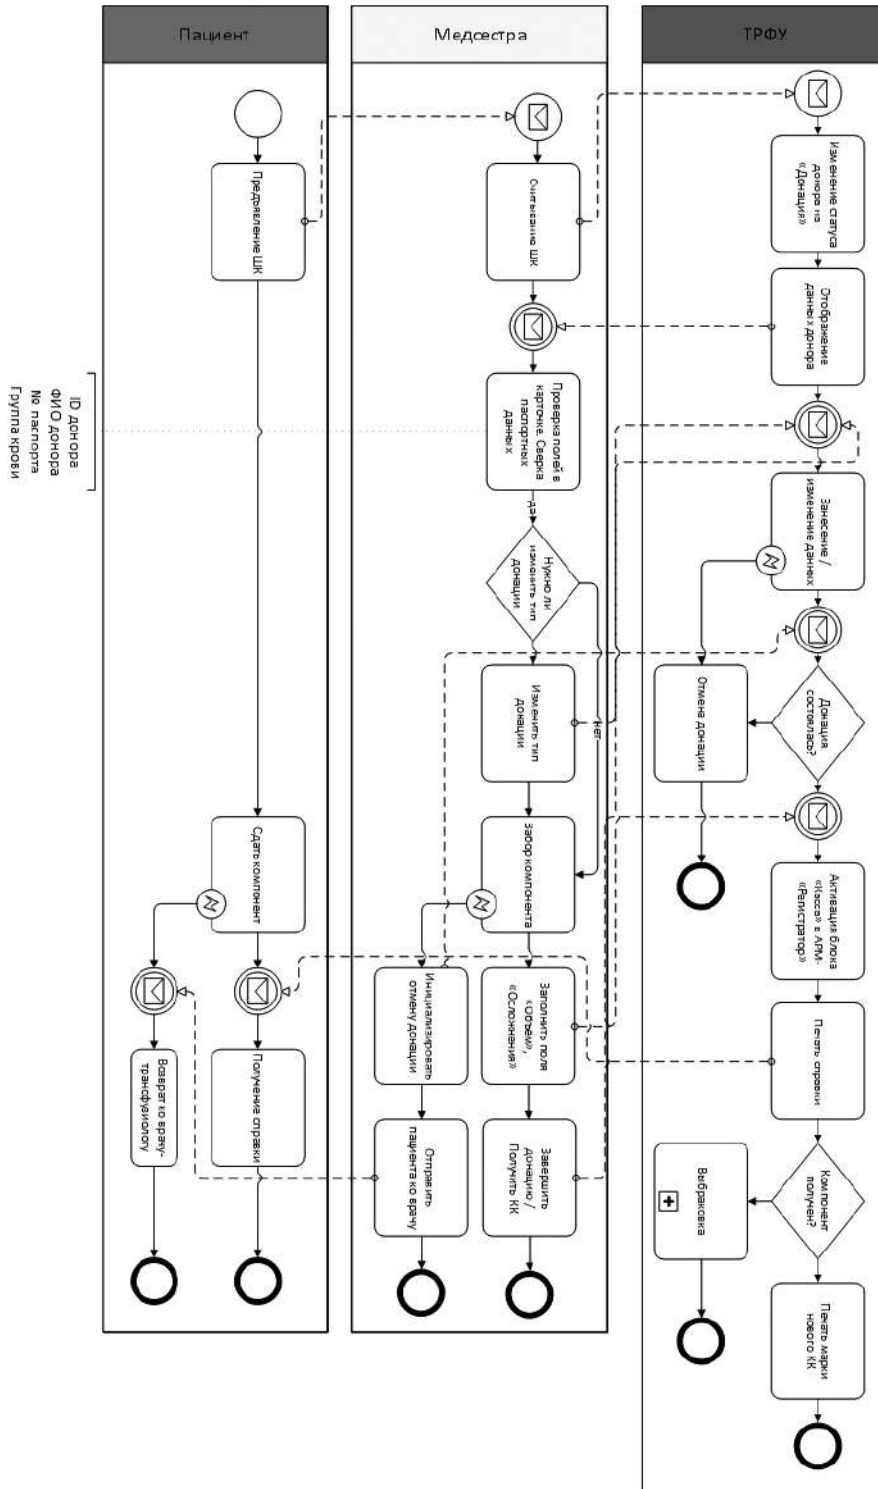 Пациент
Медсестра
ТРФУ
Предъявление ШК
Сдать компонент
Получение справки
Возврат ко врачу-
трансфузиологу
ID донора
ФИО донора
№ паспорта
Группа крови
Считывание ШК
Проверка полей в
карточке. Сверка
паспортных
данных
да
Нужно ли
изменить тип
донации
нет
Изменить тип
донации
Забор компонента
Заполнить поля
«Объем»,
«Осложнения»
Инициализировать
отмену донации
Завершить
донацию /
Получить КК
Отправить
пациента ко врачу
Изменение статуса
донора на
«Донация»
Отображение
данных донора
Занесение /
изменение данных
Донация
состоялась?
Отмена донации
Активация блока
«Касса» в АРМ-
«Регистратор»
Печать справки
Компонент
получен?
Выбраковка
Печать марки
нового КК